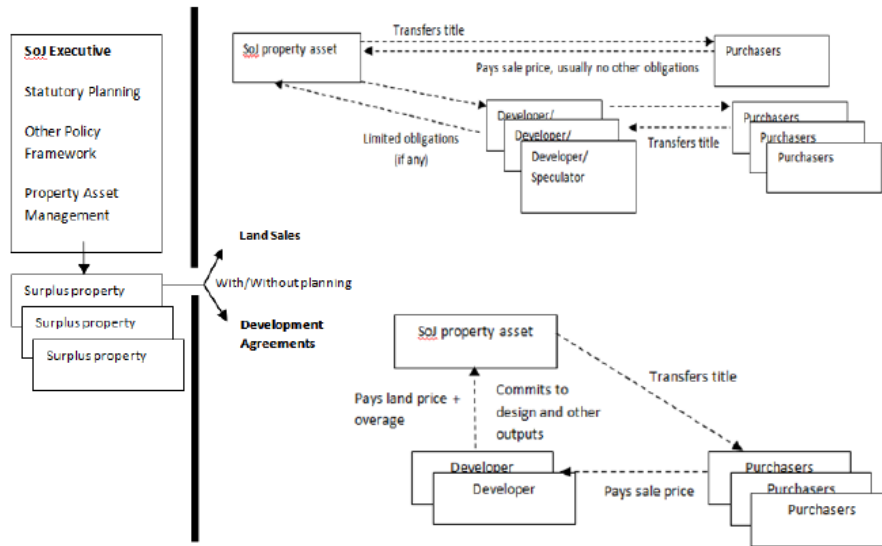 SoJ Executive
Statutory Planning
Other Policy
Framework
Property Asset
Management
Surplus property
Surplus property
Surplus property
Land Sales
With/Without planning
Development
Agreements
SoJ property asset
Transfers title
Pays sale price, usually no other obligations
Purchasers
Limited obligations
(if any)
Developer/
Developer/
Developer/
Speculator
Transfers title
Purchasers
Purchasers
Purchasers
SoJ property asset
Transfers title
Pays land price +
overage
Commits to
design and other
outputs
Developer
Developer
Pays sale price
Purchasers
Purchasers
Purchasers